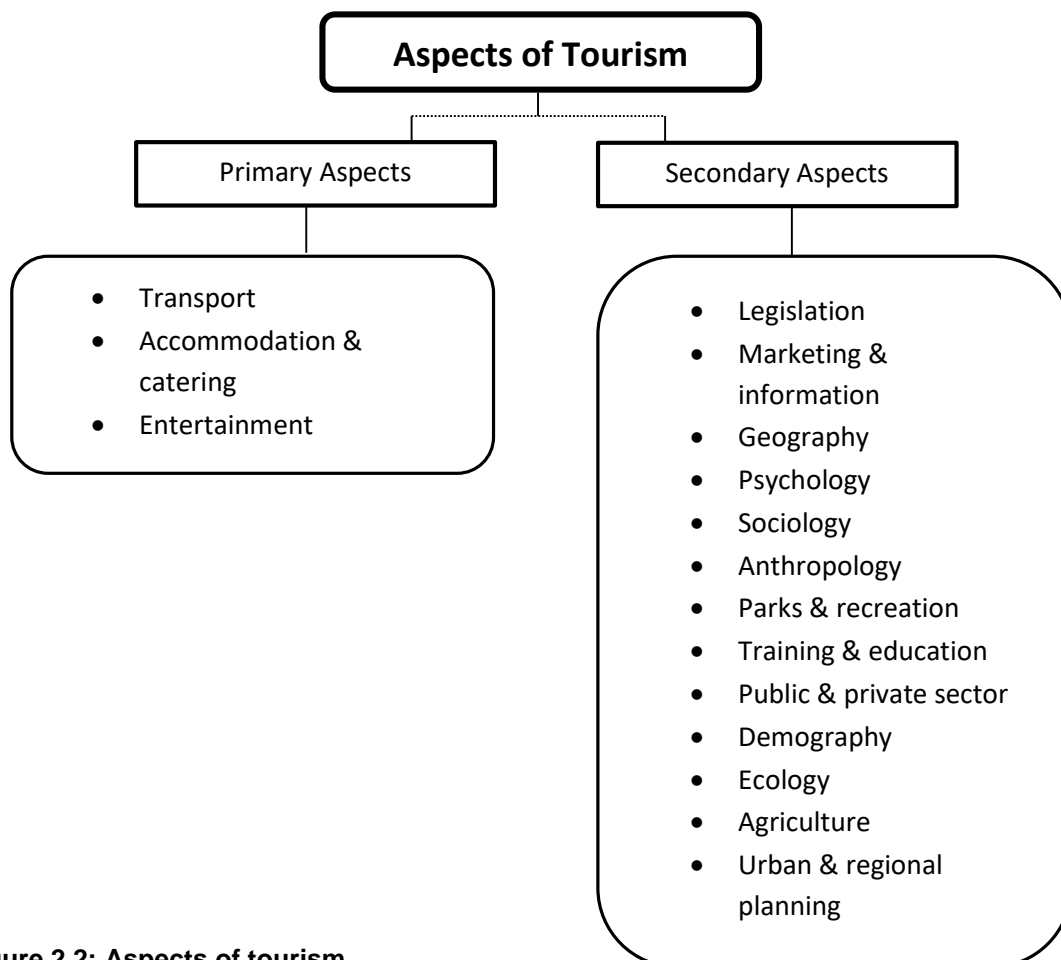 Aspects of Tourism
Primary Aspects
• Transport
• Accommodation &
catering
• Entertainment
Secondary Aspects
• Legislation
• Marketing &
information
• Geography
• Psychology
• Sociology
• Anthropology
• Parks & recreation
• Training & education
• Public & private sector
• Demography
• Ecology
• Agriculture
• Urban & regional
planning
gure 2.2: Aspects of tourism